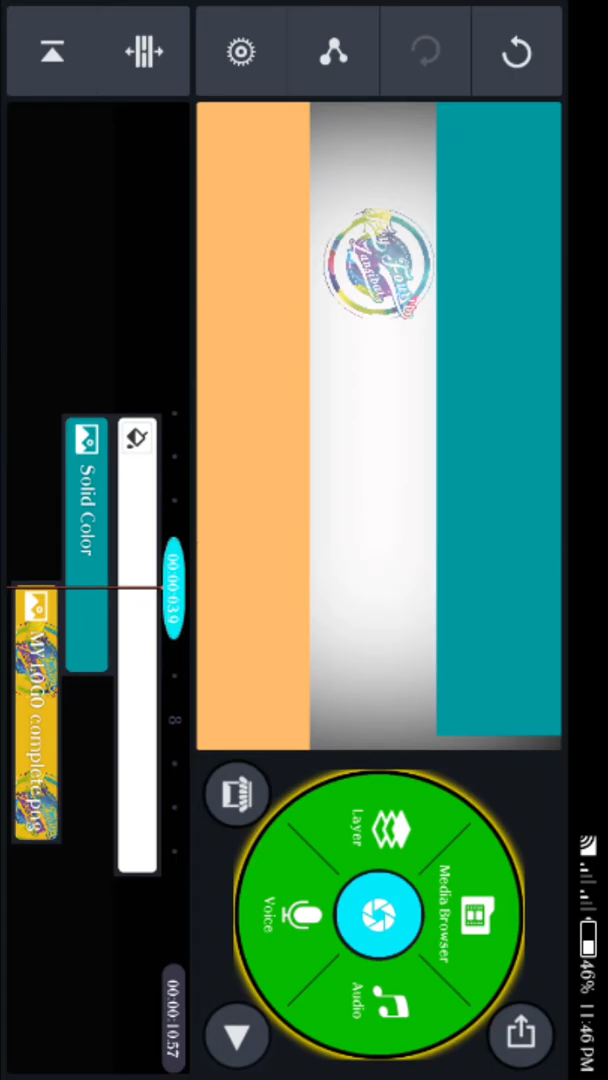 46% 11:46 PM
Media Browser
Layer
Audio
Voice
00:00:03.9
8
00:00:10.57
Solid Color
MY LOGO complete.png